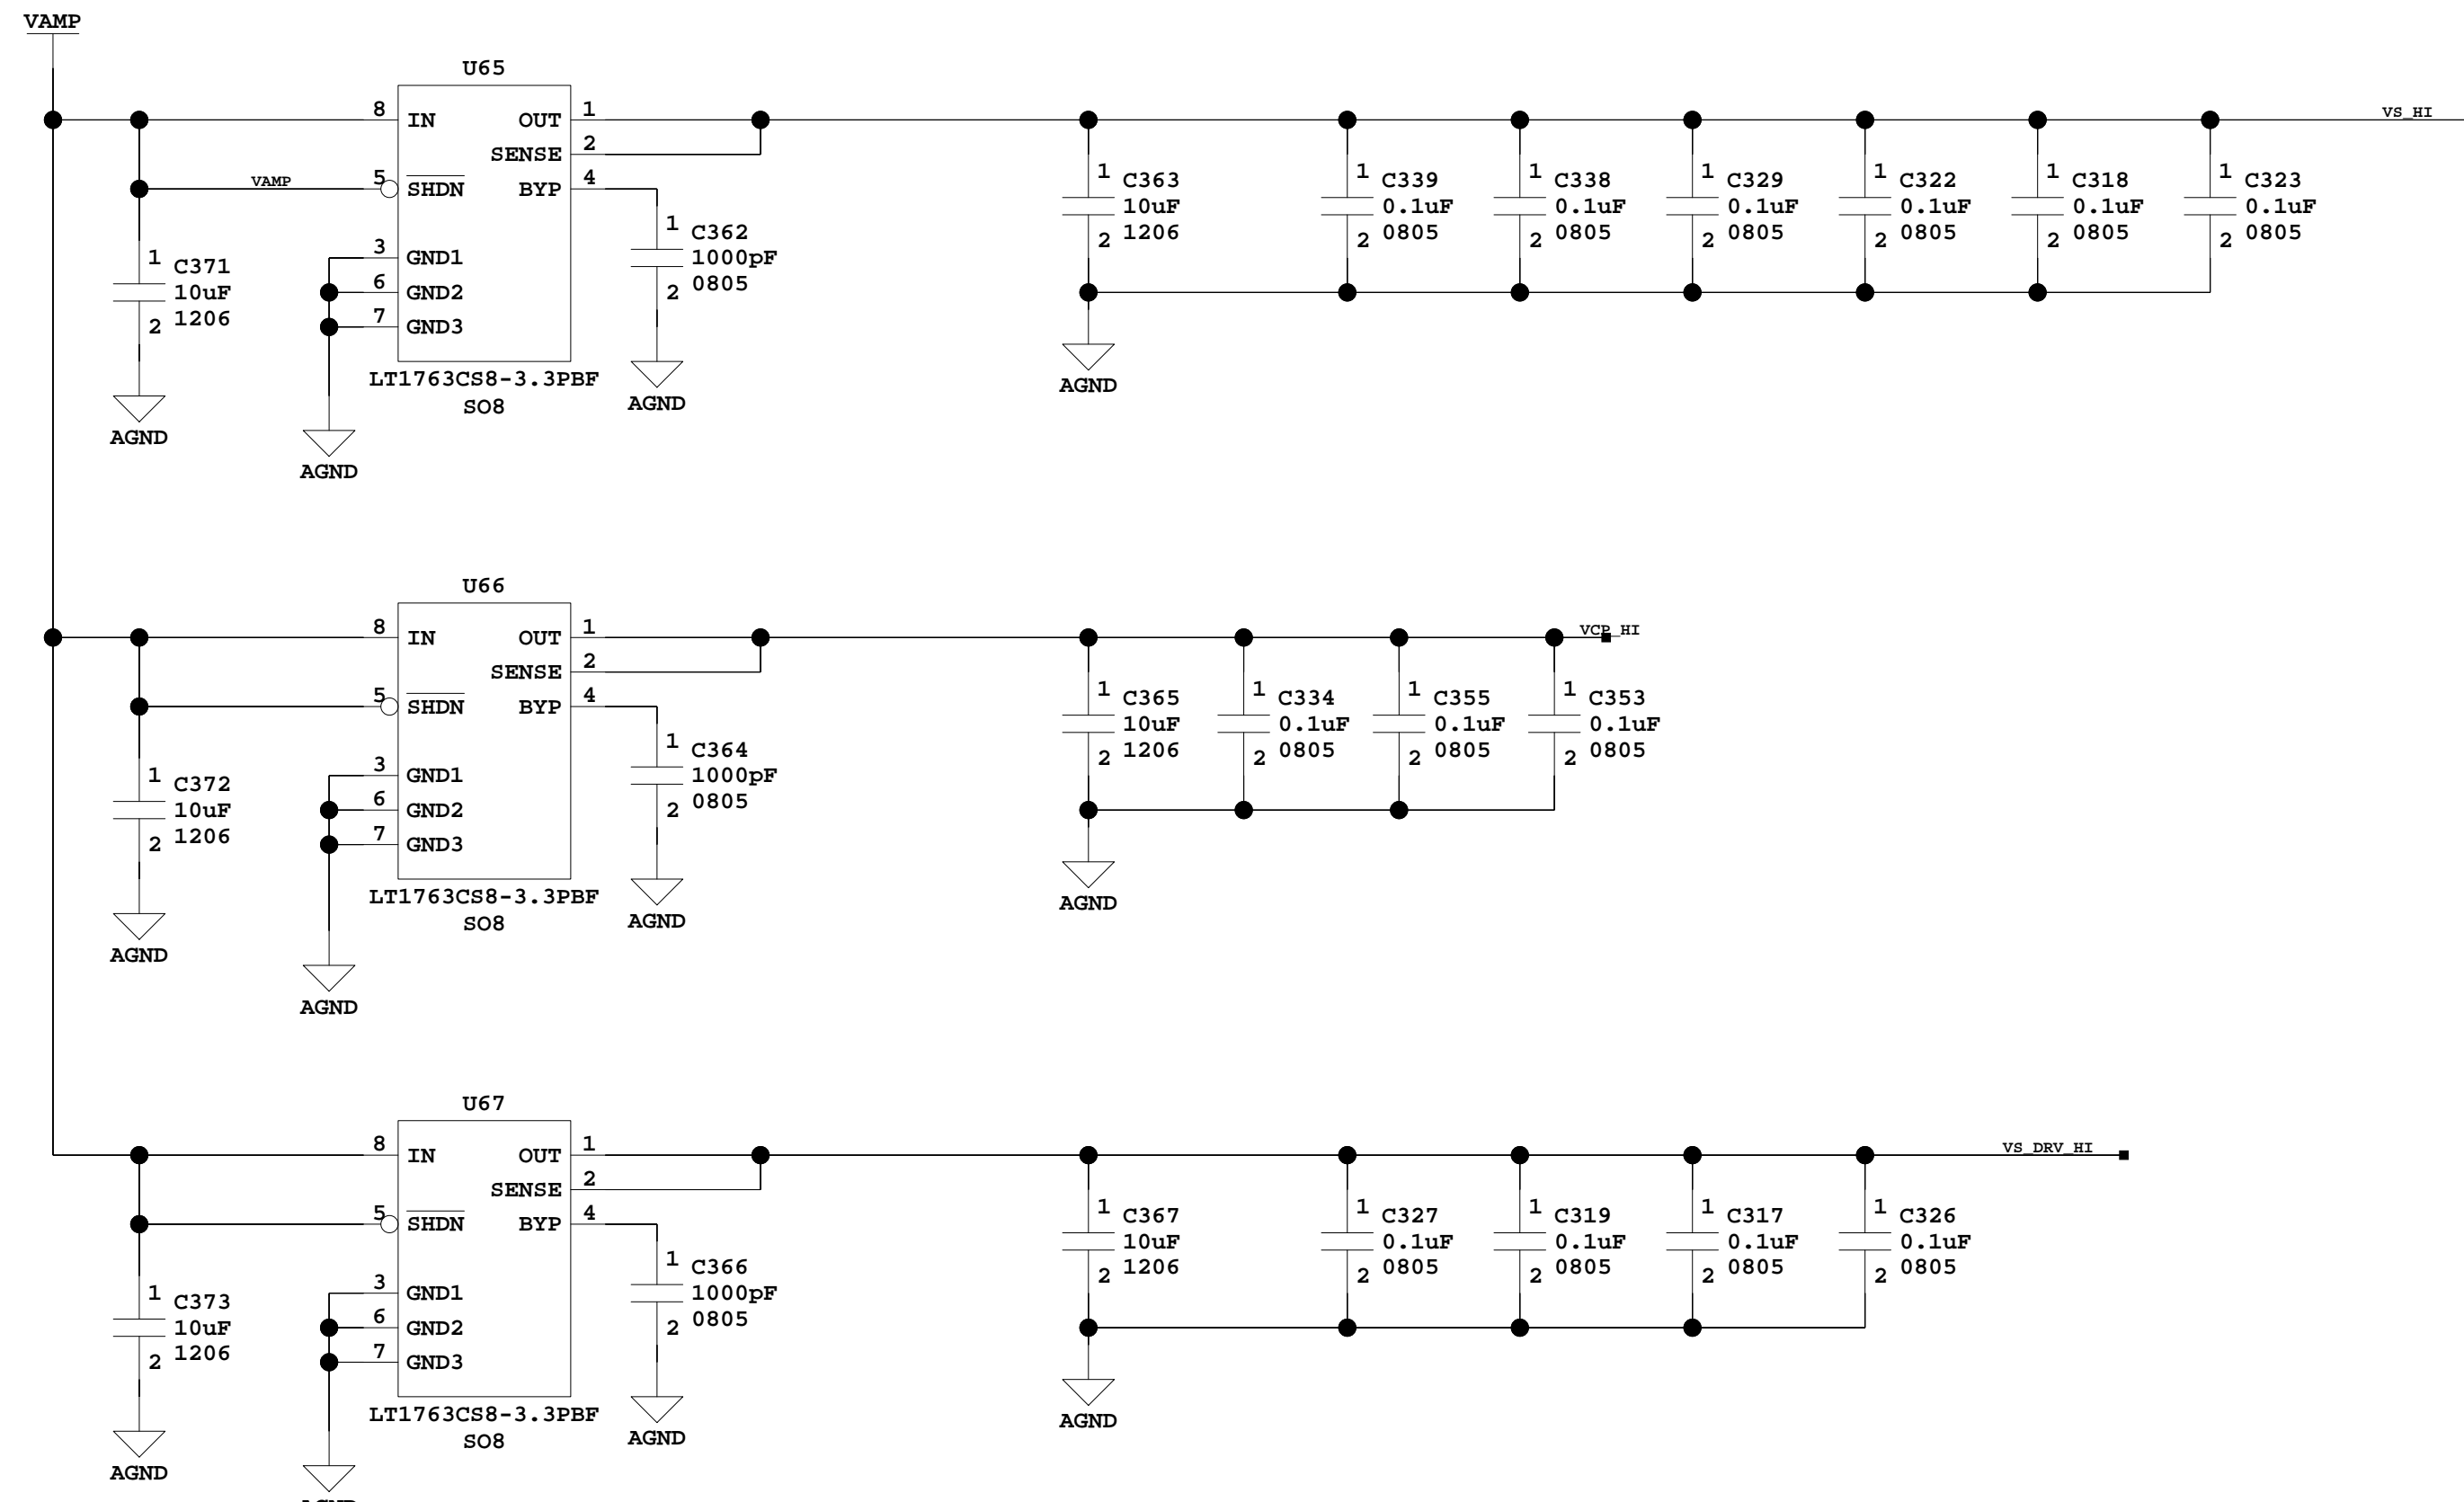 VAMP
U65
8 IN OUT 1
SENSE 2
VAMP 5 SHDN BYP 4
3 GND1
6 GND2
7 GND3
LT1763CS8-3.3PBF
SO8
1 C371
10uF
2 1206
AGND
AGND
1 C362
1000pF
2 0805
AGND
1 C363
10uF
2 1206
AGND
1 C339
0.1uF
2 0805
1 C338
0.1uF
2 0805
1 C329
0.1uF
2 0805
1 C322
0.1uF
2 0805
1 C318
0.1uF
2 0805
1 C323
0.1uF
2 0805
VS_HI
U66
8 IN OUT 1
SENSE 2
5 SHDN BYP 4
3 GND1
6 GND2
7 GND3
LT1763CS8-3.3PBF
SO8
1 C372
10uF
2 1206
AGND
AGND
1 C364
1000pF
2 0805
AGND
1 C365
10uF
2 1206
AGND
1 C334
0.1uF
2 0805
1 C355
0.1uF
2 0805
1 C353
0.1uF
2 0805
VCP_HI
U67
8 IN OUT 1
SENSE 2
5 SHDN BYP 4
3 GND1
6 GND2
7 GND3
LT1763CS8-3.3PBF
SO8
1 C373
10uF
2 1206
AGND
1 C366
1000pF
2 0805
AGND
1 C367
10uF
2 1206
AGND
1 C327
0.1uF
2 0805
1 C319
0.1uF
2 0805
1 C317
0.1uF
2 0805
1 C326
0.1uF
2 0805
VS_DRV_HI